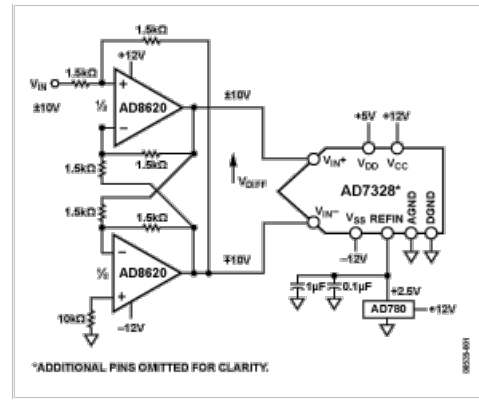 1.5kΩ
+12V
1.5kΩ
VIN
±10V
½
AD8620
+
−
±10V
1.5kΩ
1.5kΩ
VDIFF
1.5kΩ
1.5kΩ
½
AD8620
−
+
∓10V
10kΩ
−12V
+5V
+12V
VIN+
VDD
VCC
AD7328*
VIN−
VSS
REFIN
AGND
DGND
−12V
1µF
0.1µF
+2.5V
AD780
+12V
*ADDITIONAL PINS OMITTED FOR CLARITY.